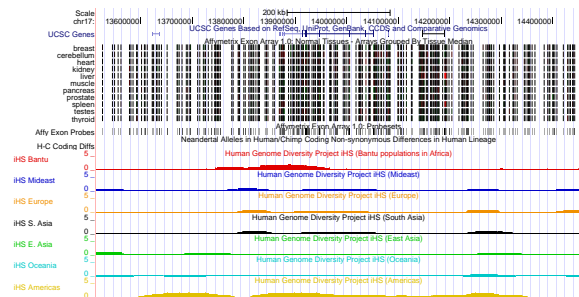 Scale 200 kb
chr17: 13600000 13700000 13800000 13900000 14000000 14100000 14200000 14300000 14400000
UCSC Genes Based on RefSeq, UniProt, GenBank, CCDS and Comparative Genomics
UCSC Genes
Affymetrix Exon Array 1.0: Normal Tissues - Arrays Grouped By Tissue Median
breast
cerebellum
heart
kidney
liver
muscle
pancreas
prostate
spleen
testes
thyroid
Affymetrix Exon Array 1.0: Probesets
Affy Exon Probes
Neandertal Alleles in Human/Chimp Coding Non-synonymous Differences in Human Lineage
H-C Coding Diffs
Human Genome Diversity Project iHS (Bantu populations in Africa)
5
iHS Bantu
0
Human Genome Diversity Project iHS (Mideast)
5
iHS Mideast
0
Human Genome Diversity Project iHS (Europe)
5
iHS Europe
0
Human Genome Diversity Project iHS (South Asia)
5
iHS S. Asia
0
Human Genome Diversity Project iHS (East Asia)
5
iHS E. Asia
0
Human Genome Diversity Project iHS (Oceania)
5
iHS Oceania
0
Human Genome Diversity Project iHS (Americas)
5
iHS Americas
0